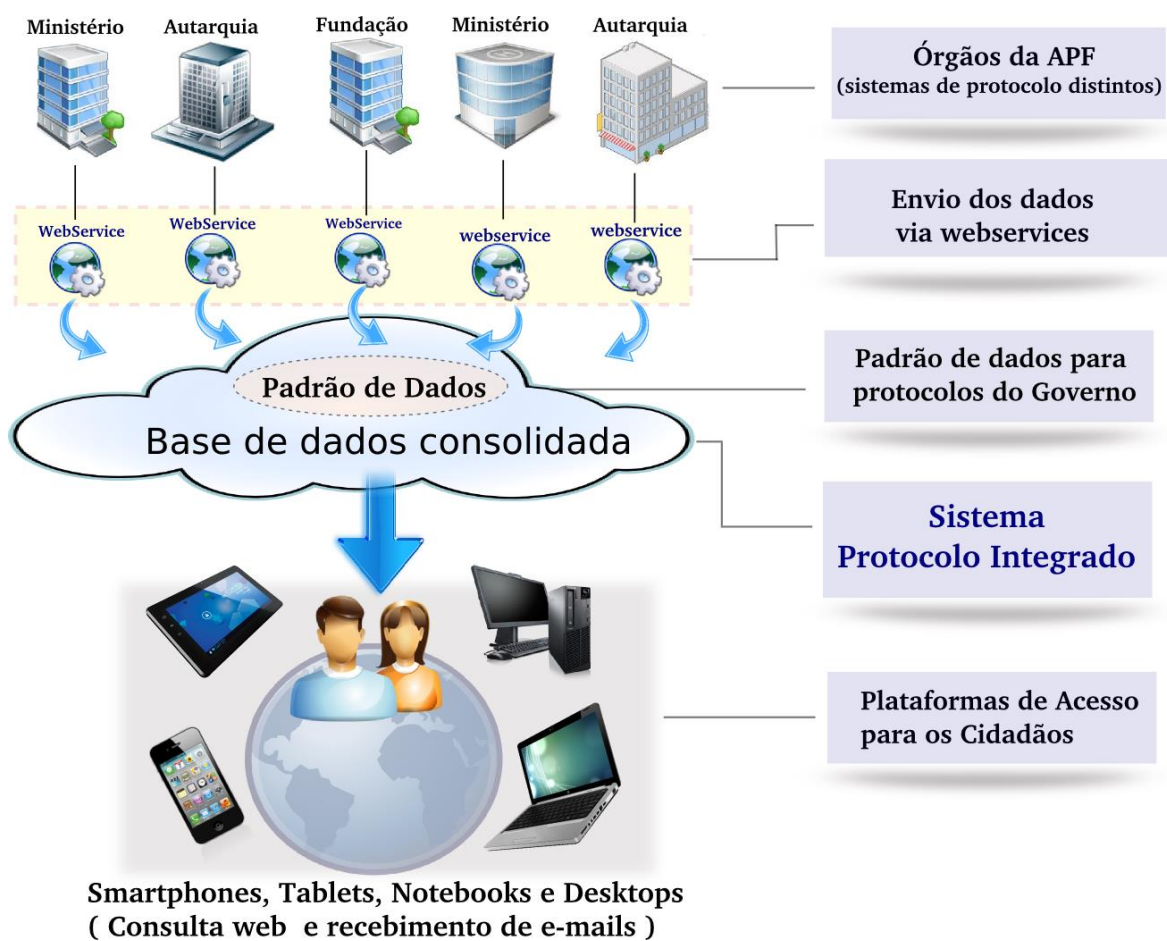 Ministério
Autarquia
Fundação
Ministério
Autarquia
Órgãos da APF
(sistemas de protocolo distintos)
WebService
WebService
WebService
webservice
webservice
Envio dos dados
via webservices
Padrão de Dados
Base de dados consolidada
Padrão de dados para
protocolos do Governo
Sistema
Protocolo Integrado
Plataformas de Acesso
para os Cidadãos
Smartphones, Tablets, Notebooks e Desktops
( Consulta web e recebimento de e-mails )